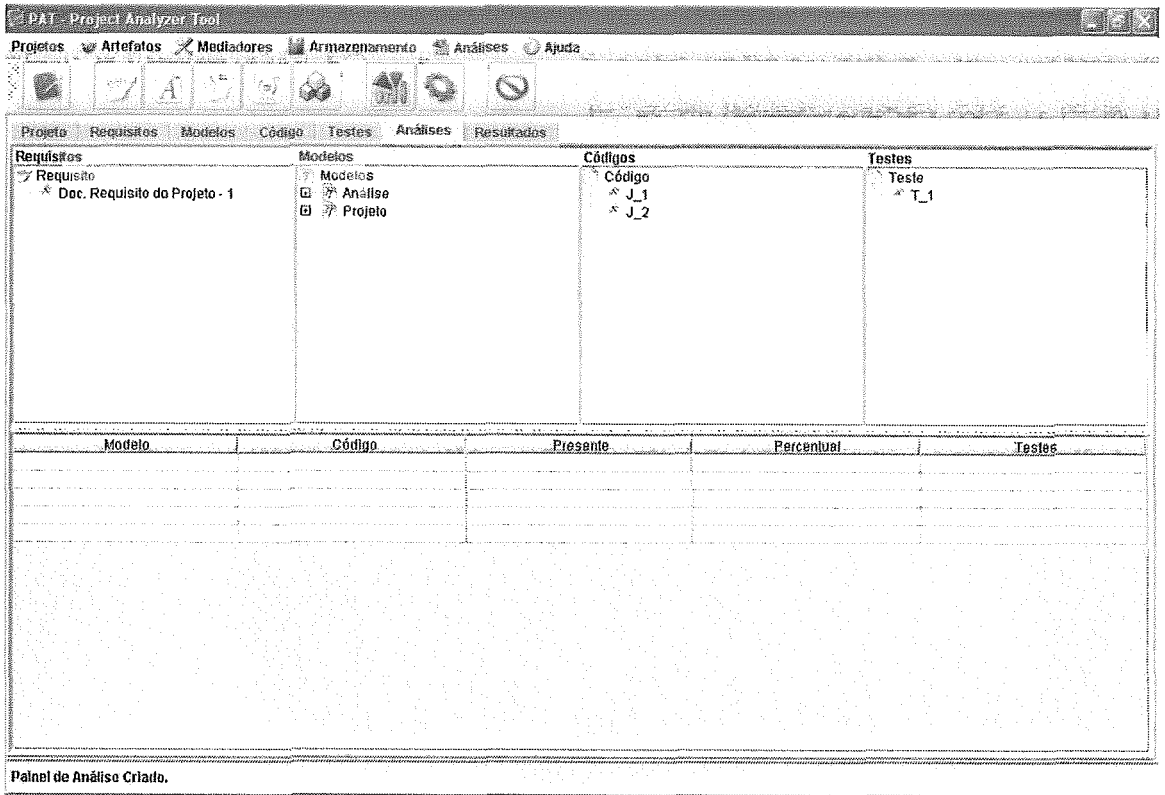 PAT - Project Analyzer Tool
Projetos Artefatos Mediadores Armazenamento Análises Ajuda
Projeto Requisitos Modelos Código Testes Análises Resultados
Requisitos Modelos Códigos Testes
Requisito Modelos Código Teste
Doc. Requisito do Projeto - 1 Análise J_1 T_1
Projeto J_2
Modelo Código Presente Percentual Testes
Painel de Análise Criado.